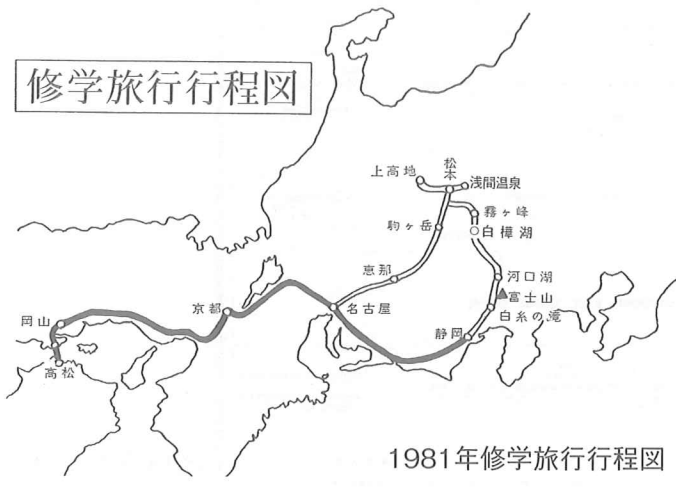 修学旅行行程図
上高地
松本
浅間温泉
霧ヶ峰
駒ヶ岳
白樺湖
恵那
河口湖
富士山
京都
名古屋
白糸の滝
岡山
静岡
高松
1981年修学旅行行程図